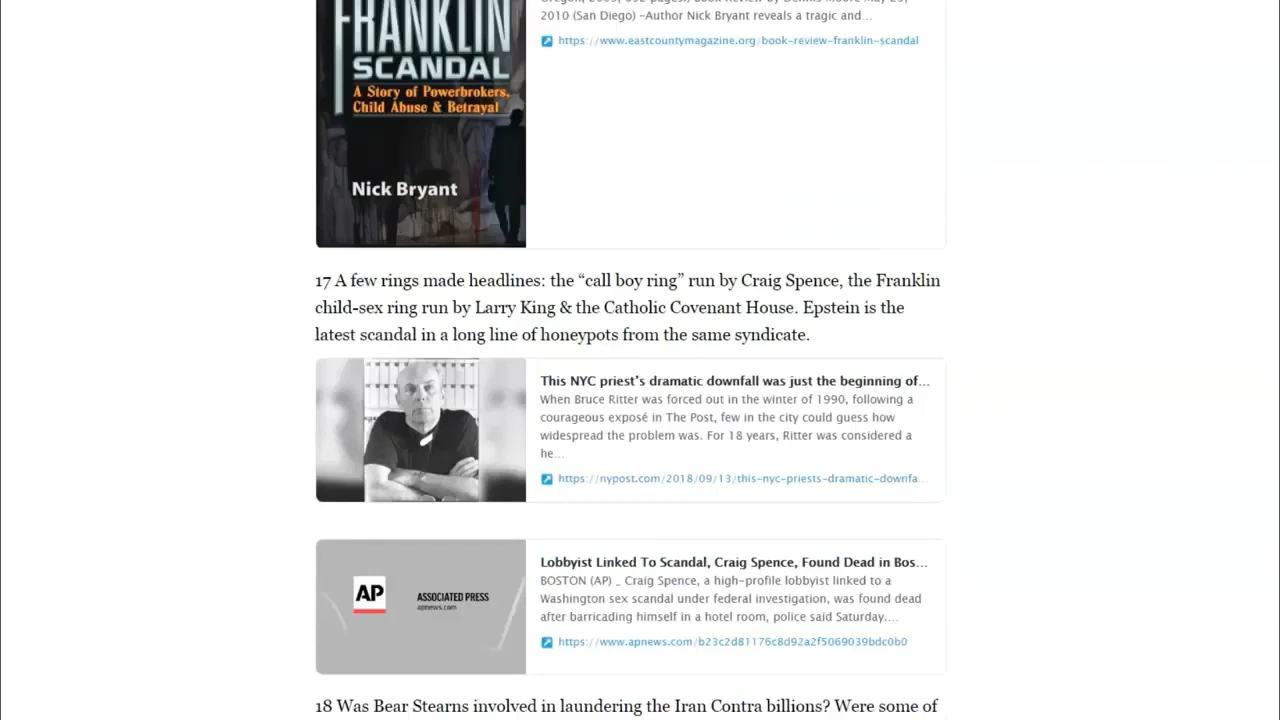 FRANKLIN
SCANDAL
A Story of Powerbrokers,
Child Abuse & Betrayal
Nick Bryant
2010 (San Diego) –Author Nick Bryant reveals a tragic and…
https://www.eastcountymagazine.org/book-review-franklin-scandal
17 A few rings made headlines: the “call boy ring” run by Craig Spence, the Franklin
child-sex ring run by Larry King & the Catholic Covenant House. Epstein is the
latest scandal in a long line of honeypots from the same syndicate.
This NYC priest’s dramatic downfall was just the beginning of…
When Bruce Ritter was forced out in the winter of 1990, following a
courageous exposé in The Post, few in the city could guess how
widespread the problem was. For 18 years, Ritter was considered a
he…
https://nypost.com/2018/09/13/this-nyc-priests-dramatic-downfa…
AP
ASSOCIATED PRESS
apnews.com
Lobbyist Linked To Scandal, Craig Spence, Found Dead in Bos…
BOSTON (AP) _ Craig Spence, a high-profile lobbyist linked to a
Washington sex scandal under federal investigation, was found dead
after barricading himself in a hotel room, police said Saturday.…
https://www.apnews.com/b23c2d81176c8d92a2f5069039bdc0b0
18 Was Bear Stearns involved in laundering the Iran Contra billions? Were some of